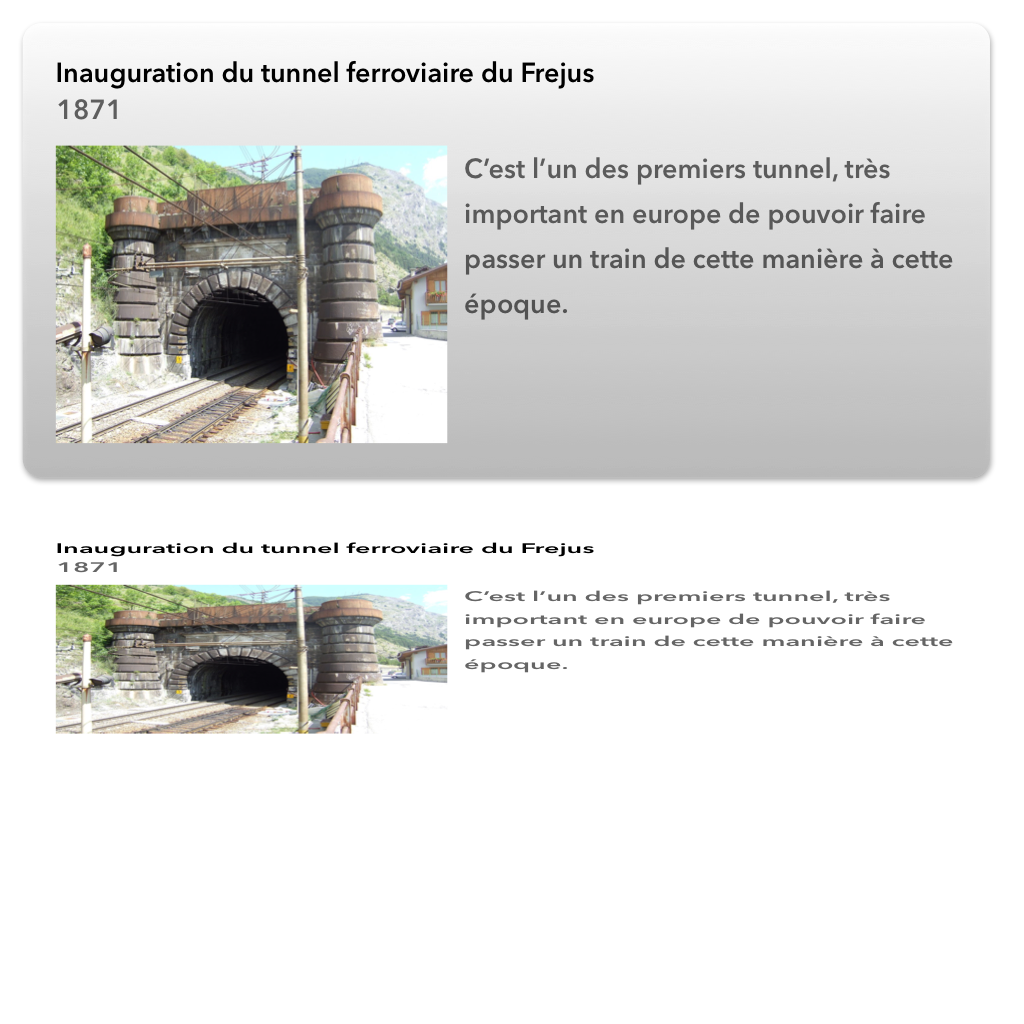 Inauguration du tunnel ferroviaire du Frejus
1871
C’est l’un des premiers tunnel, très
important en europe de pouvoir faire
passer un train de cette manière à cette
époque.
Inauguration du tunnel ferroviaire du Frejus
1871
C’est l’un des premiers tunnel, très
important en europe de pouvoir faire
passer un train de cette manière à cette
époque.